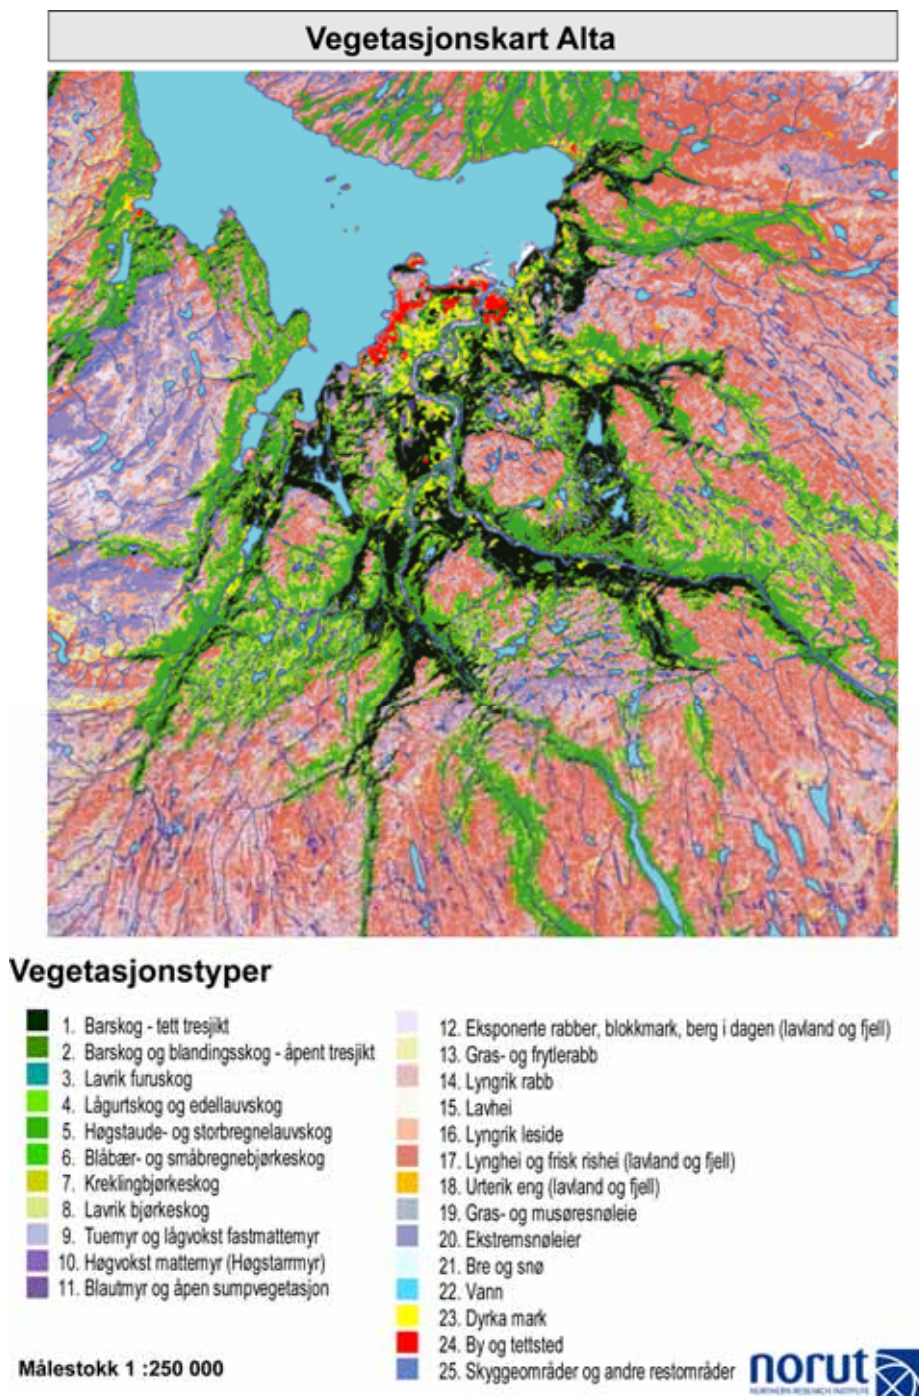 Vegetasjonskart Alta
Vegetasjonstyper
1. Barskog - tett tresjikt
2. Barskog og blandingsskog - åpent tresjikt
3. Lavrik furuskog
4. Lågurtskog og edellauvskog
5. Høgstaude- og storbregnelauvskog
6. Blåbær- og småbregnebjørkeskog
7. Kreklingbjørkeskog
8. Lavrik bjørkeskog
9. Tuemyr og lågvokst fastmattemyr
10. Høgvokst mattemyr (Høgstarrmyr)
11. Blautmyr og åpen sumpvegetasjon
12. Eksponerte rabber, blokkmark, berg i dagen (lavland og fjell)
13. Gras- og frytlerabb
14. Lyngrik rabb
15. Lavhei
16. Lyngrik leside
17. Lynghei og frisk rishei (lavland og fjell)
18. Urterik eng (lavland og fjell)
19. Gras- og musøresnøleie
20. Ekstremsnøleier
21. Bre og snø
22. Vann
23. Dyrka mark
24. By og tettsted
25. Skyggeområder og andre restområder
Målestokk 1 :250 000
norut
NORTHERN RESEARCH INSTITUTE